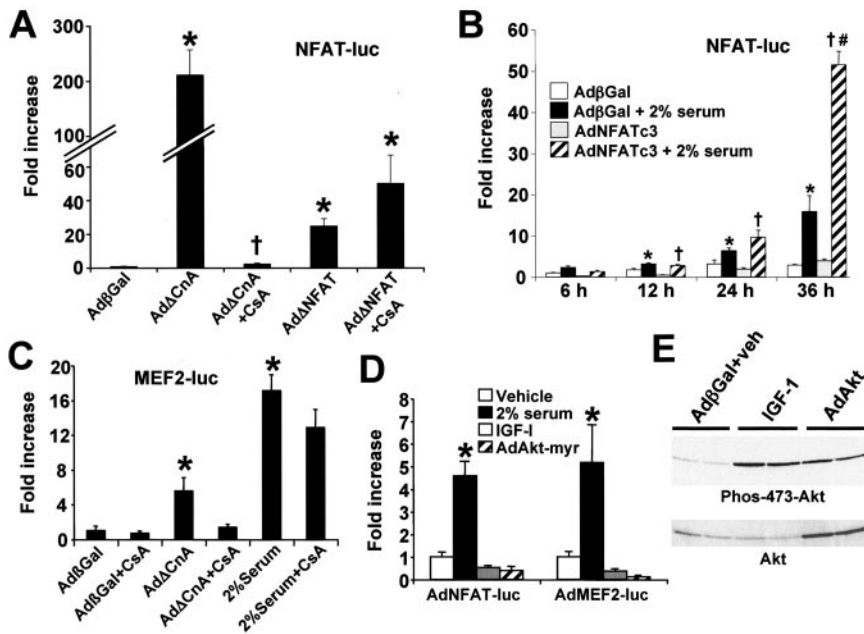 A
NFAT-luc
Fold increase
300
200
100
60
40
20
0
*
†
*
*
AdβGal
AdΔCnA
AdΔCnA
+CsA
AdΔNFAT
AdΔNFAT
+CsA
B
NFAT-luc
Fold increase
60
50
40
30
20
10
0
AdβGal
AdβGal + 2% serum
AdNFATc3
AdNFATc3 + 2% serum
* †
* †
*
† #
6 h
12 h
24 h
36 h
C
MEF2-luc
Fold increase
20
16
12
8
4
0
*
*
AdβGal
AdβGal+CsA
AdΔCnA
AdΔCnA+CsA
2%Serum
2%Serum+CsA
D
Fold increase
8
7
6
5
4
3
2
1
0
Vehicle
2% serum
IGF-I
AdAkt-myr
*
*
AdNFAT-luc
AdMEF2-luc
E
AdβGal+veh
IGF-1
AdAkt
Phos-473-Akt
Akt